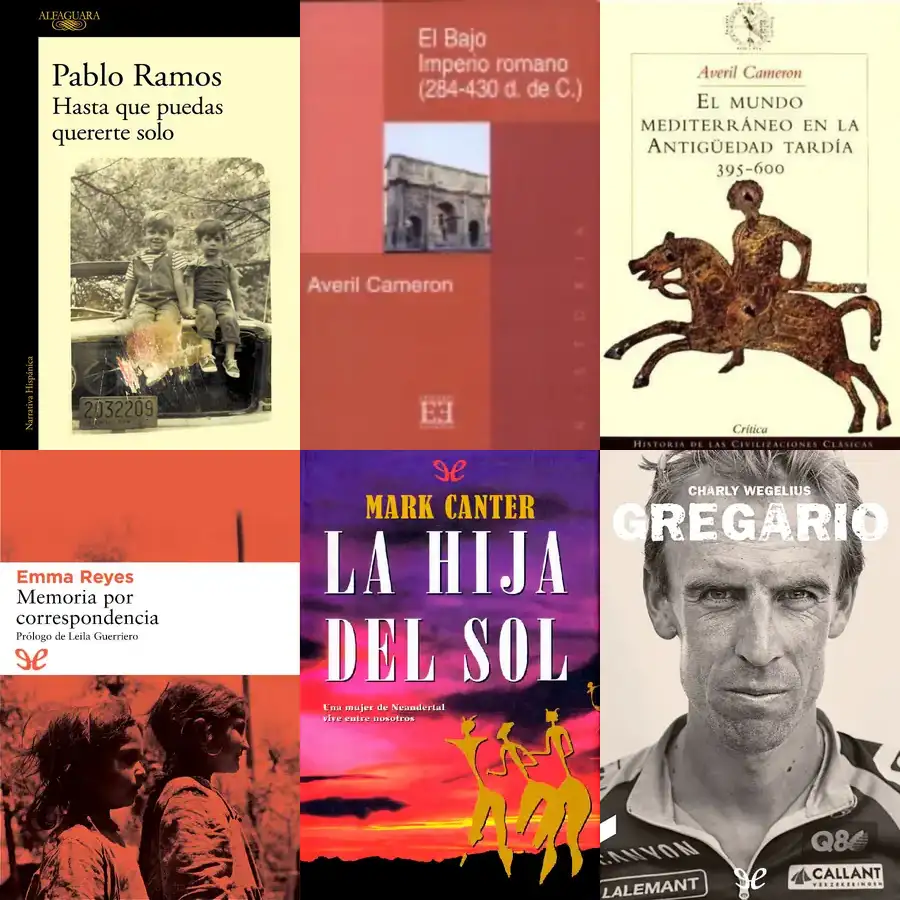 ALFAGUARA
Pablo Ramos
Hasta que puedas
quererte solo
Narrativa Hispánica
2032209
El Bajo
Imperio romano
(284-430 d. de C.)
Averil Cameron
Averil Cameron
EL MUNDO
MEDITERRÁNEO EN LA
ANTIGÜEDAD TARDÍA
395-600
Crítica
HISTORIA DE LAS CIVILIZACIONES CLÁSICAS
Emma Reyes
Memoria por
correspondencia
Prólogo de Leila Guerriero
MARK CANTER
LA HIJA
DEL SOL
Una mujer de Neandertal
vive entre nosotros
CHARLY WEGELIUS
GREGARIO
CANYON
LALEMANT
Q8
CALLANT
VERZEKERINGEN